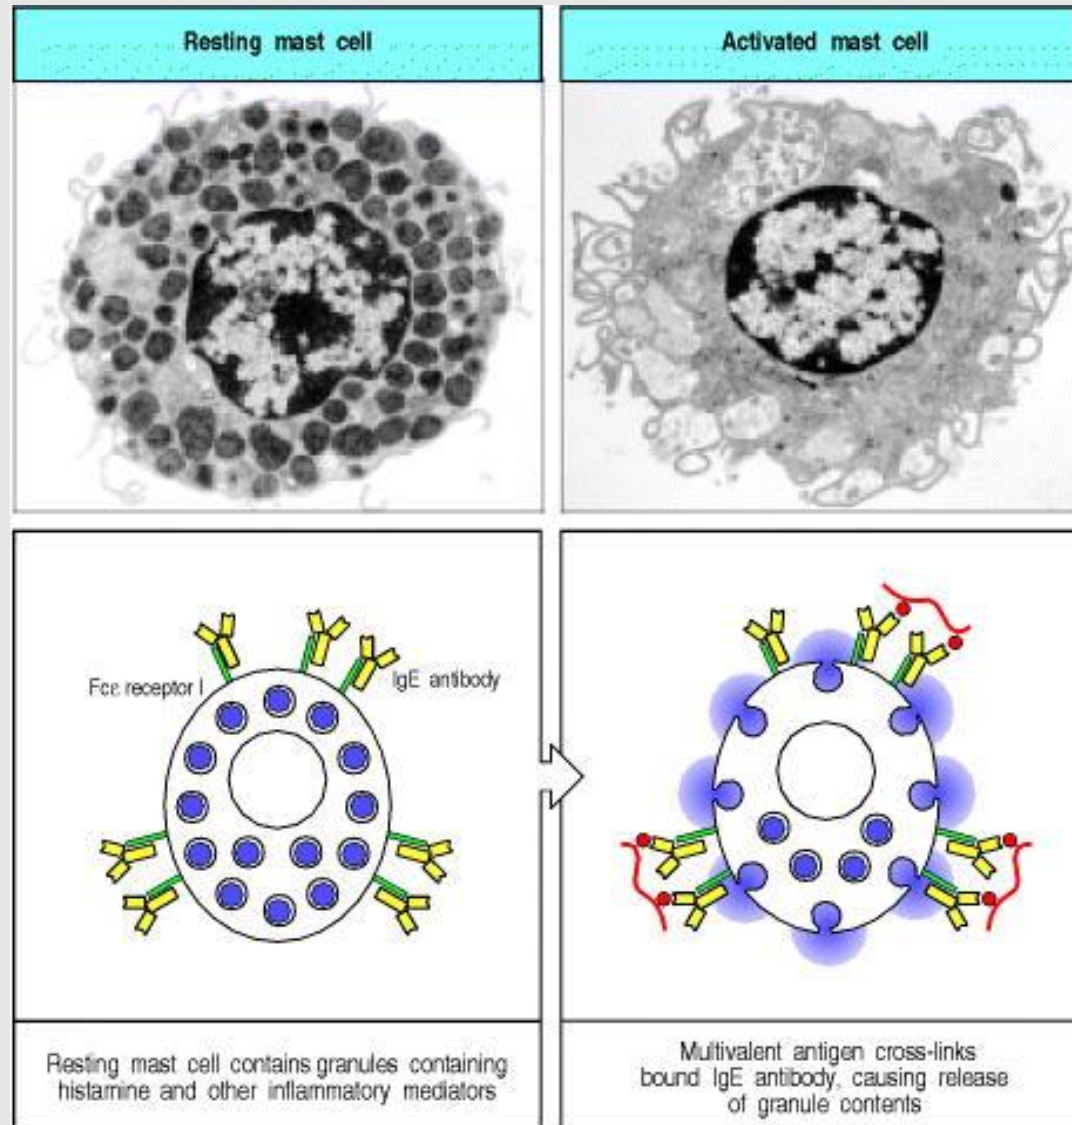 Resting mast cell
Activated mast cell
Fcε receptor I
IgE antibody
Resting mast cell contains granules containing
histamine and other inflammatory mediators
Multivalent antigen cross-links
bound IgE antibody, causing release
of granule contents